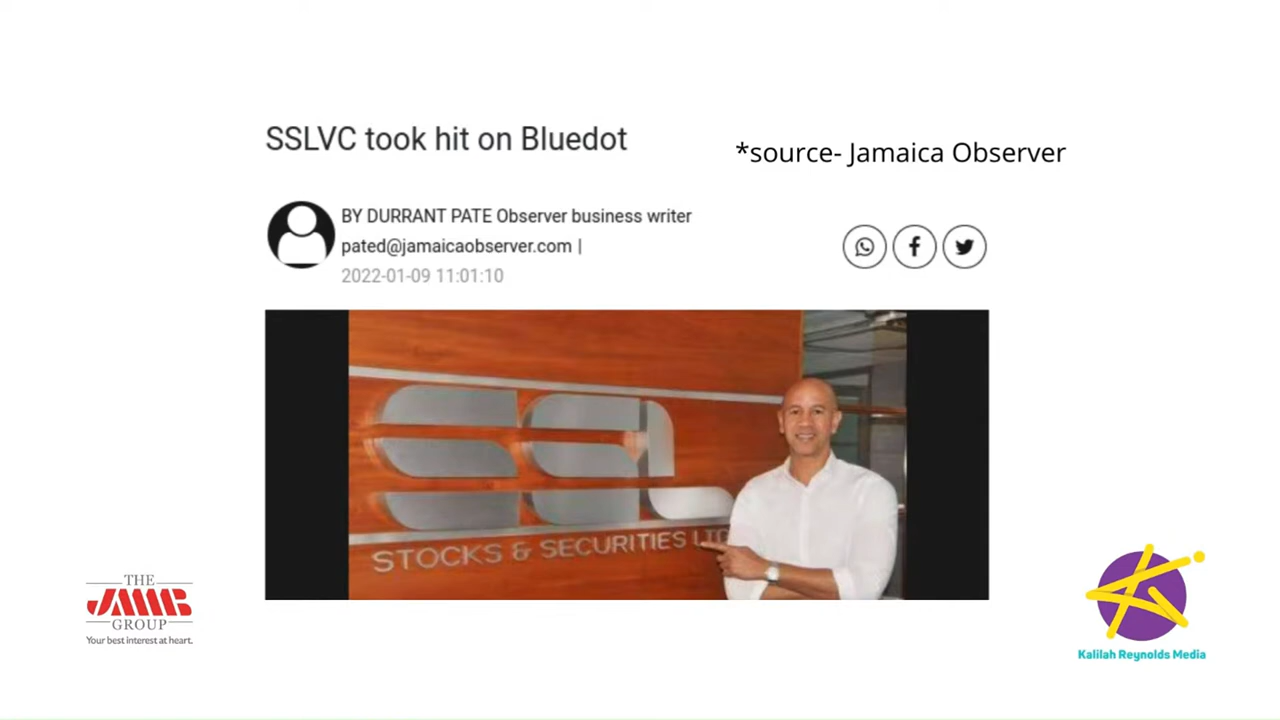 SSLVC took hit on Bluedot
*source- Jamaica Observer
BY DURRANT PATE Observer business writer
pated@jamaicaobserver.com |
2022-01-09 11:01:10
SSL
STOCKS & SECURITIES LTD
THE
JMMB
GROUP
Your best interest at heart.
Kalilah Reynolds Media